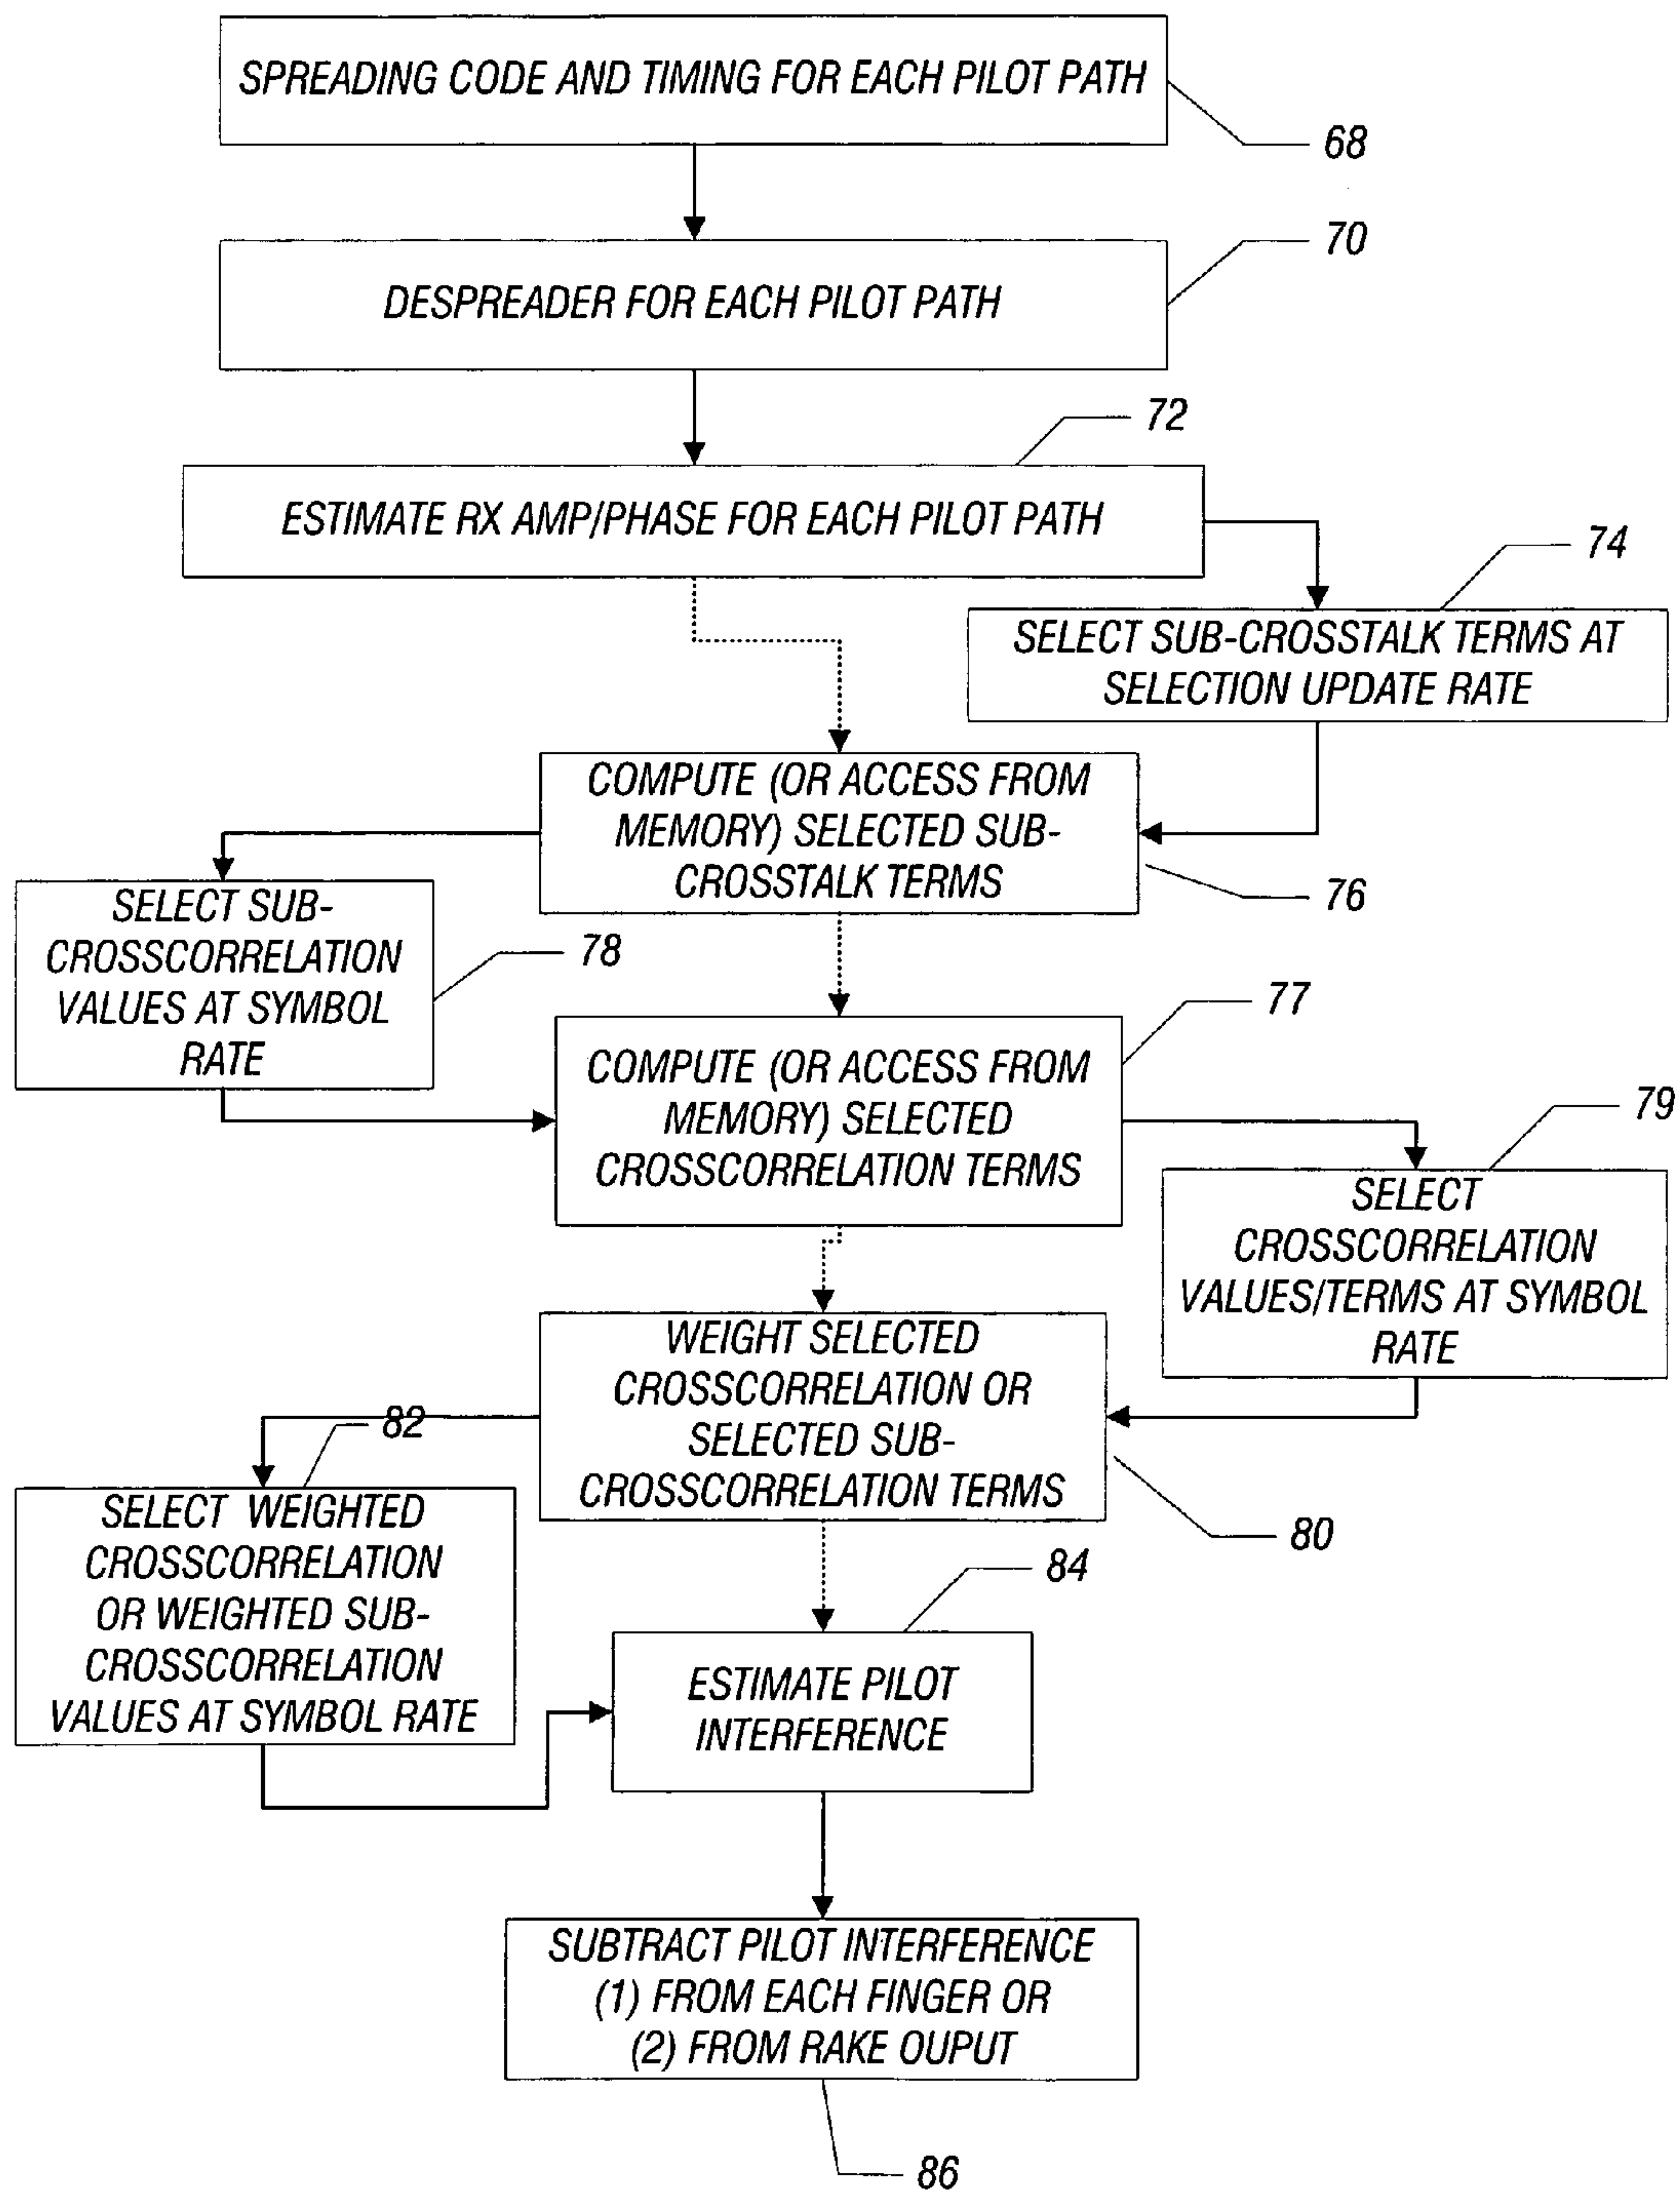 SPREADING CODE AND TIMING FOR EACH PILOT PATH
68
70
DESPREADER FOR EACH PILOT PATH
72
ESTIMATE RX AMP/PHASE FOR EACH PILOT PATH
74
SELECT SUB-CROSSTALK TERMS AT
SELECTION UPDATE RATE
COMPUTE (OR ACCESS FROM
MEMORY) SELECTED SUB-
CROSSTALK TERMS
76
SELECT SUB-
CROSSCORRELATION
VALUES AT SYMBOL
RATE
78
77
COMPUTE (OR ACCESS FROM
MEMORY) SELECTED
CROSSCORRELATION TERMS
79
SELECT
CROSSCORRELATION
VALUES/TERMS AT SYMBOL
RATE
WEIGHT SELECTED
CROSSCORRELATION OR
SELECTED SUB-
CROSSCORRELATION TERMS
80
82
SELECT WEIGHTED
CROSSCORRELATION
OR WEIGHTED SUB-
CROSSCORRELATION
VALUES AT SYMBOL RATE
84
ESTIMATE PILOT
INTERFERENCE
SUBTRACT PILOT INTERFERENCE
(1) FROM EACH FINGER OR
(2) FROM RAKE OUPUT
86